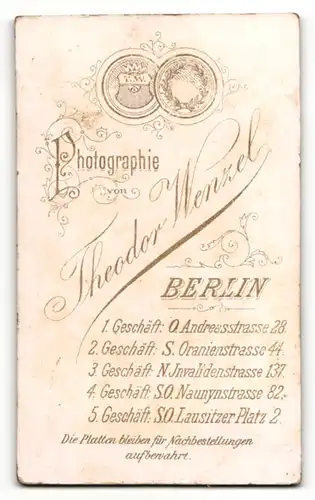 Photographie
von
Theodor Wenzel
BERLIN
1. Geschäft: O. Andreasstrasse 28
2. Geschäft: S. Oranienstrasse 44.
3. Geschäft: N. Jnvalidenstrasse 137.
4. Geschäft: S.O. Naunynstrasse 82.
5. Geschäft: S.O. Lausitzer Platz 2.
Die Platten bleiben für Nachbestellungen
aufbewahrt.